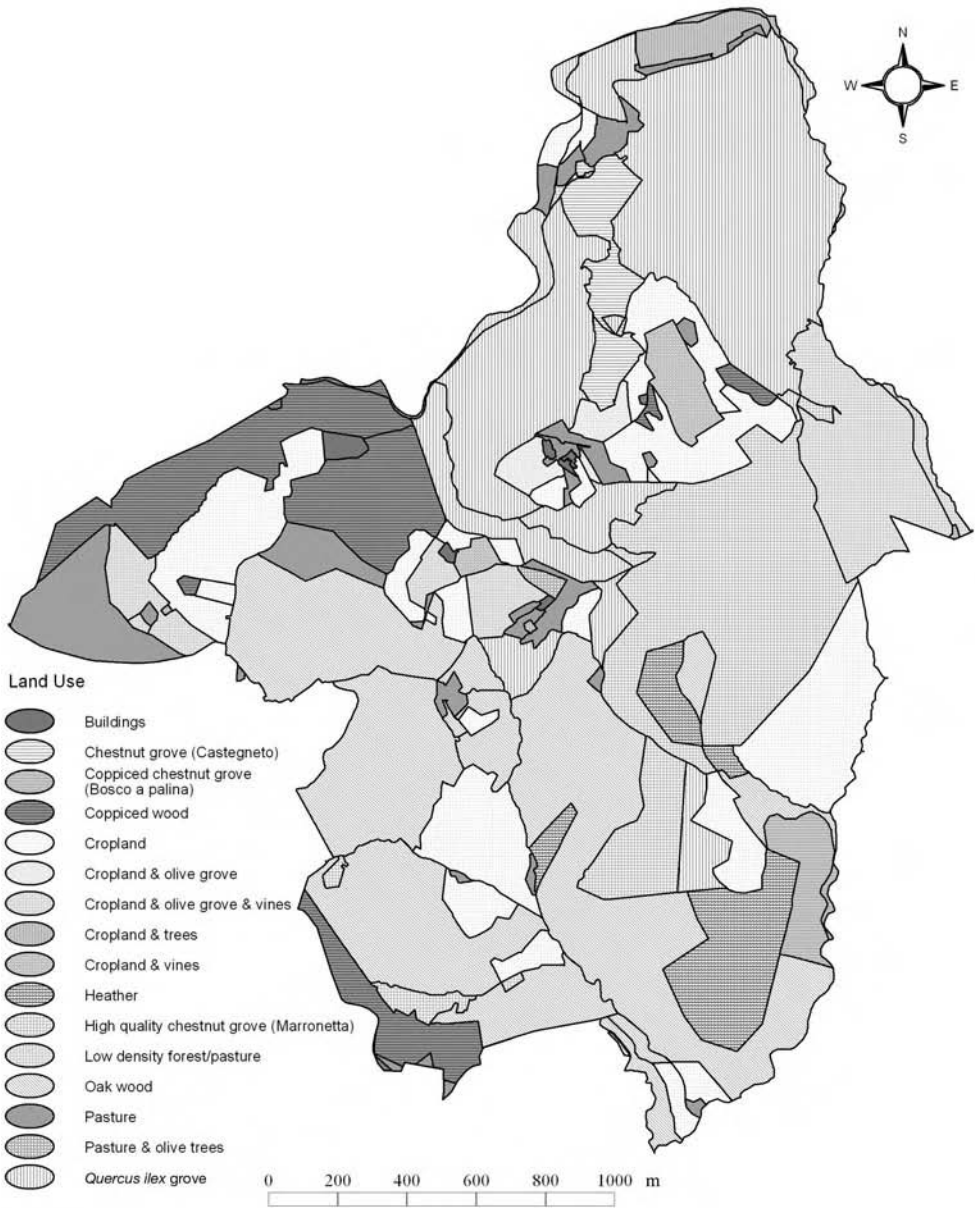 N
W E
S
Land Use
Buildings
Chestnut grove (Castegneto)
Coppiced chestnut grove
(Bosco a palina)
Coppiced wood
Cropland
Cropland & olive grove
Cropland & olive grove & vines
Cropland & trees
Cropland & vines
Heather
High quality chestnut grove (Marronetta)
Low density forest/pasture
Oak wood
Pasture
Pasture & olive trees
Quercus ilex grove
0 200 400 600 800 1000 m